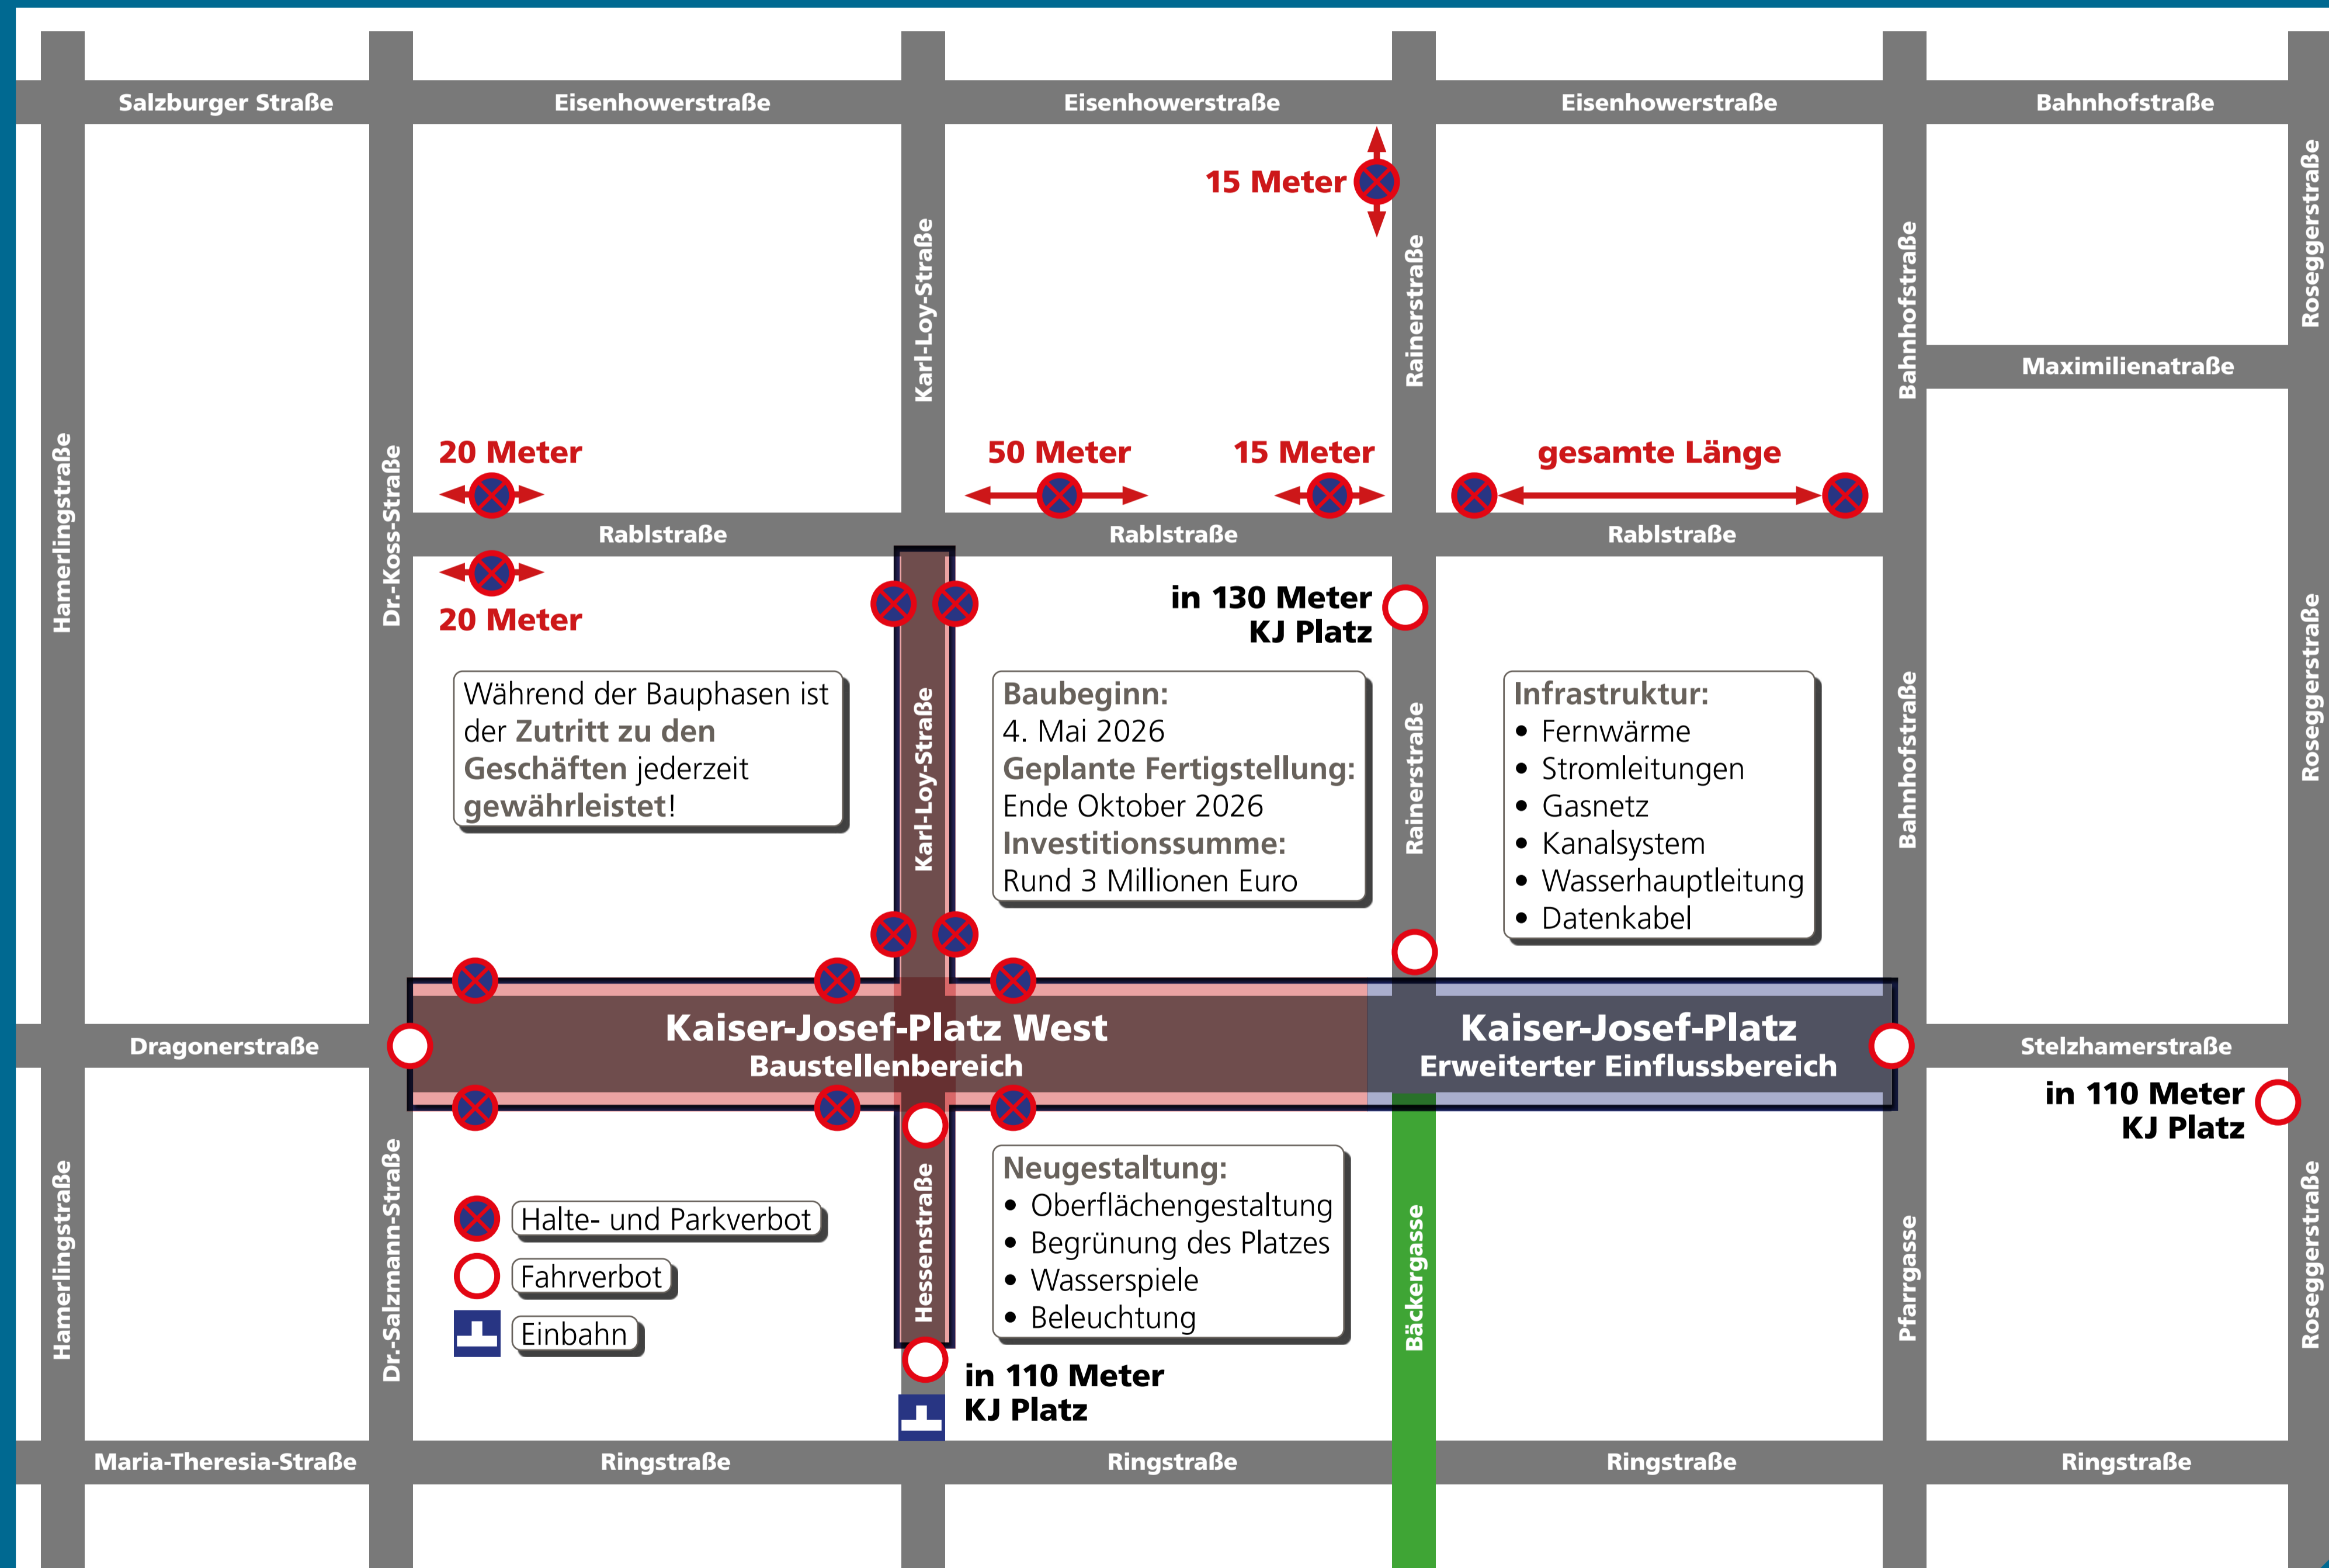 Salzburger Straße
Eisenhowerstraße
Eisenhowerstraße
Eisenhowerstraße
Bahnhofstraße
15 Meter
Roseggerstraße
Karl-Loy-Straße
Rainerstraße
Bahnhofstraße
Maximilienatraße
Hamerlingstraße
Dr.-Koss-Straße
20 Meter
50 Meter
15 Meter
gesamte Länge
Rablstraße
Rablstraße
Rablstraße
20 Meter
in 130 Meter
KJ Platz
Roseggerstraße
Während der Bauphasen ist
der Zutritt zu den
Geschäften jederzeit
gewährleistet!
Karl-Loy-Straße
Baubeginn:
4. Mai 2026
Geplante Fertigstellung:
Ende Oktober 2026
Investitionssumme:
Rund 3 Millionen Euro
Rainerstraße
Infrastruktur:
• Fernwärme
• Stromleitungen
• Gasnetz
• Kanalsystem
• Wasserhauptleitung
• Datenkabel
Bahnhofstraße
Dragonerstraße
Kaiser-Josef-Platz West
Baustellenbereich
Kaiser-Josef-Platz
Erweiterter Einflussbereich
Stelzhamerstraße
in 110 Meter
KJ Platz
Hamerlingstraße
Dr.-Salzmann-Straße
Halte- und Parkverbot
Fahrverbot
Einbahn
Hessenstraße
Neugestaltung:
• Oberflächengestaltung
• Begrünung des Platzes
• Wasserspiele
• Beleuchtung
Bäckergasse
Pfarrgasse
Roseggerstraße
in 110 Meter
KJ Platz
Maria-Theresia-Straße
Ringstraße
Ringstraße
Ringstraße
Ringstraße